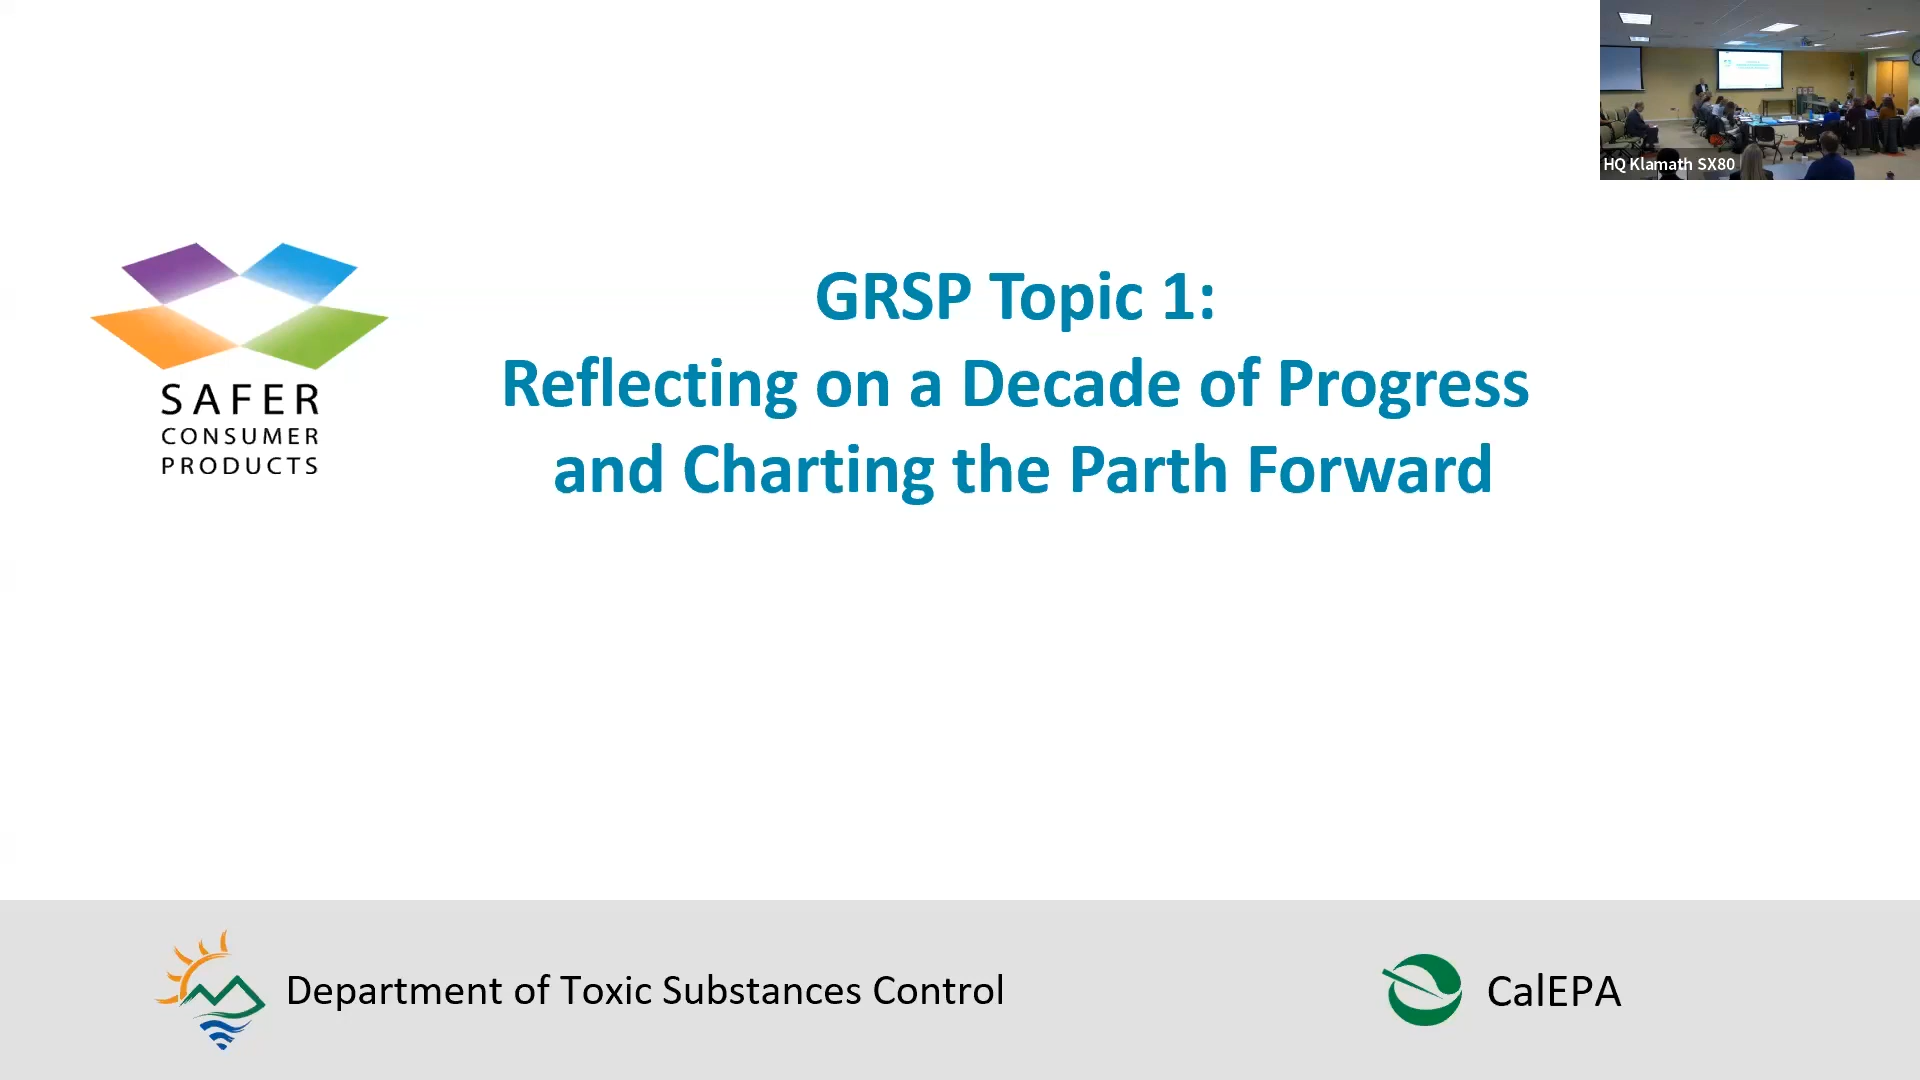 HQ Klamath SX80
GRSP Topic 1:
Reflecting on a Decade of Progress
and Charting the Parth Forward
SAFER
CONSUMER
PRODUCTS
Department of Toxic Substances Control
CalEPA